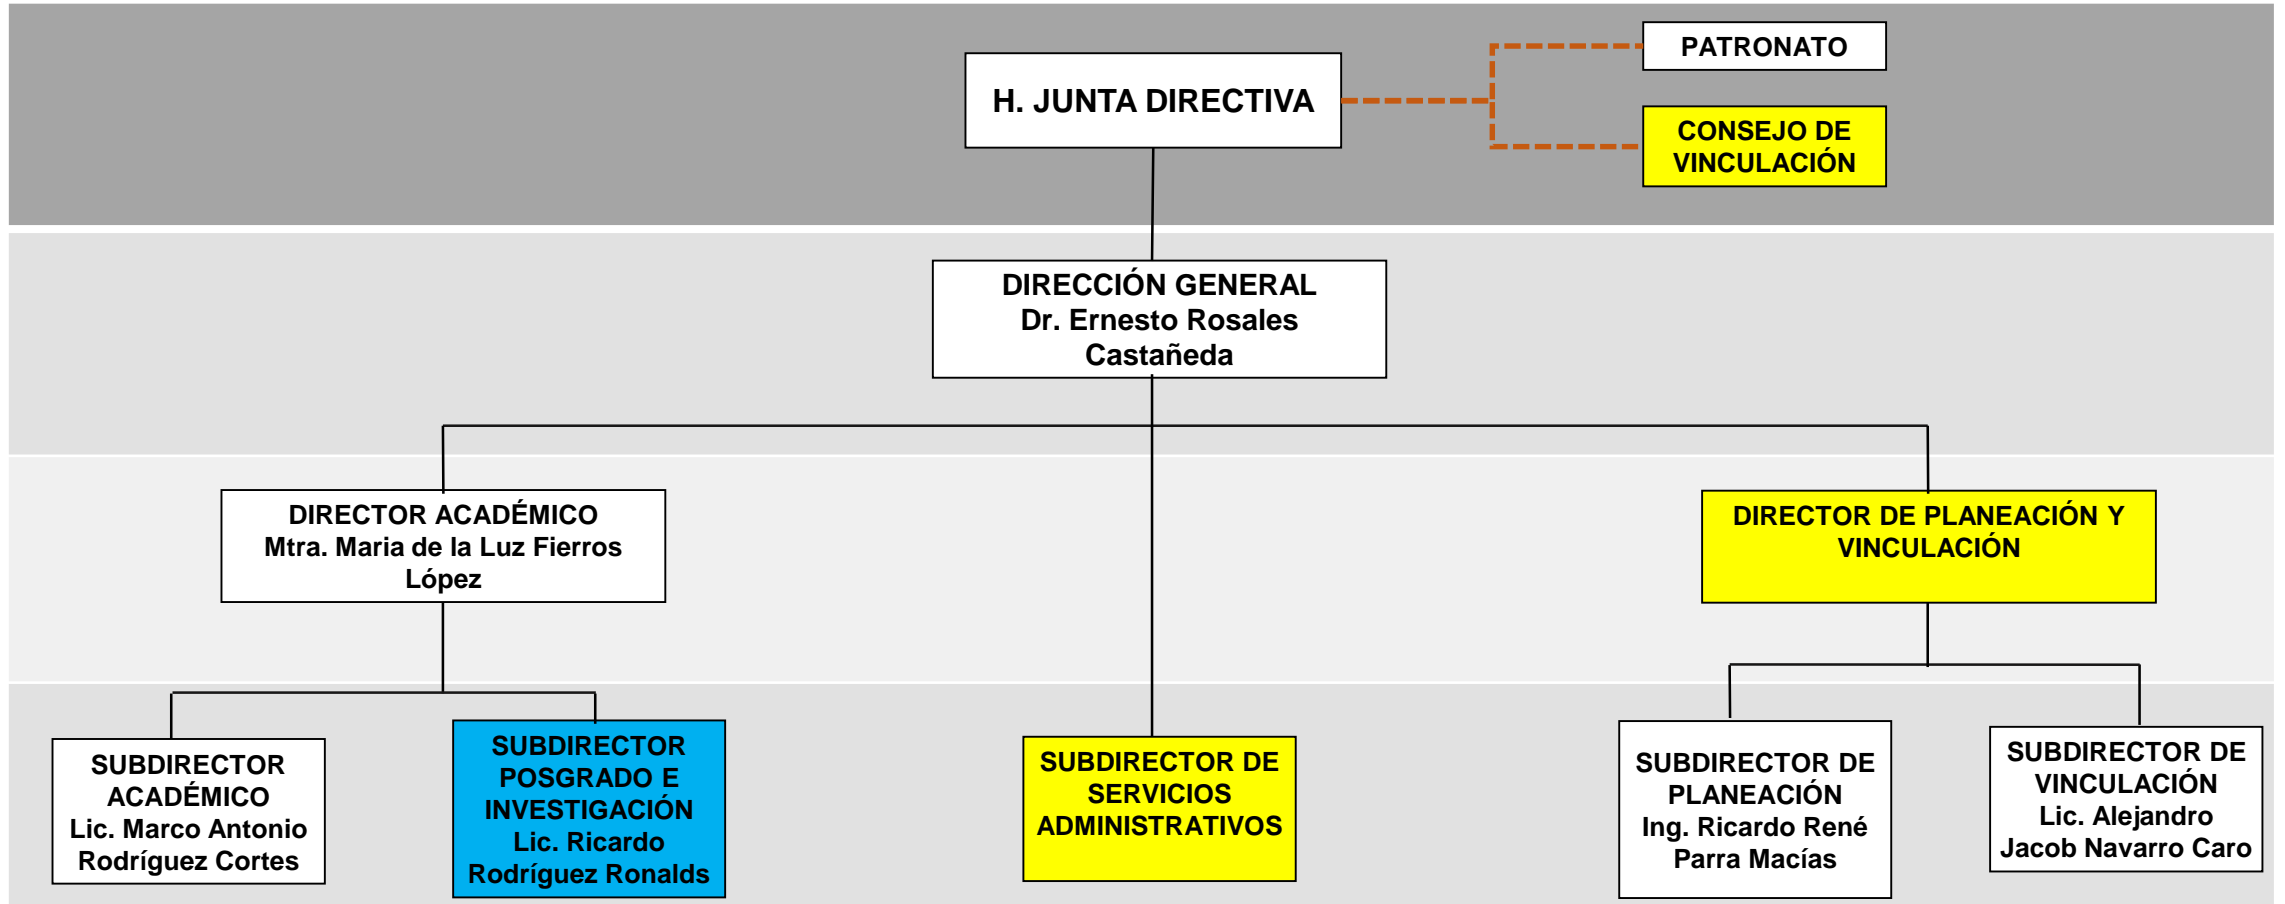 PATRONATO
H. JUNTA DIRECTIVA
CONSEJO DE
VINCULACIÓN
DIRECCIÓN GENERAL
Dr. Ernesto Rosales
Castañeda
DIRECTOR ACADÉMICO
Mtra. Maria de la Luz Fierros
López
DIRECTOR DE PLANEACIÓN Y
VINCULACIÓN
SUBDIRECTOR
ACADÉMICO
Lic. Marco Antonio
Rodríguez Cortes
SUBDIRECTOR
POSGRADO E
INVESTIGACIÓN
Lic. Ricardo
Rodríguez Ronalds
SUBDIRECTOR DE
SERVICIOS
ADMINISTRATIVOS
SUBDIRECTOR DE
PLANEACIÓN
Ing. Ricardo René
Parra Macías
SUBDIRECTOR DE
VINCULACIÓN
Lic. Alejandro
Jacob Navarro Caro